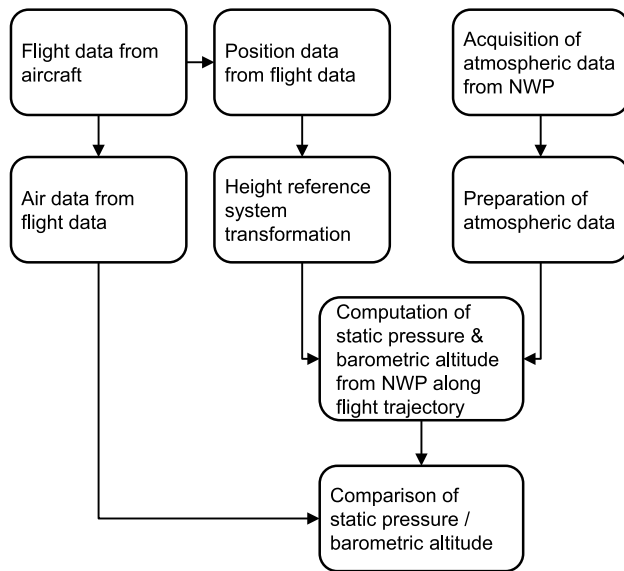 Flight data from
aircraft
Position data
from flight data
Acquisition of
atmospheric data
from NWP
Air data from
flight data
Height reference
system
transformation
Preparation of
atmospheric data
Computation of
static pressure &
barometric altitude
from NWP along
flight trajectory
Comparison of
static pressure /
barometric altitude